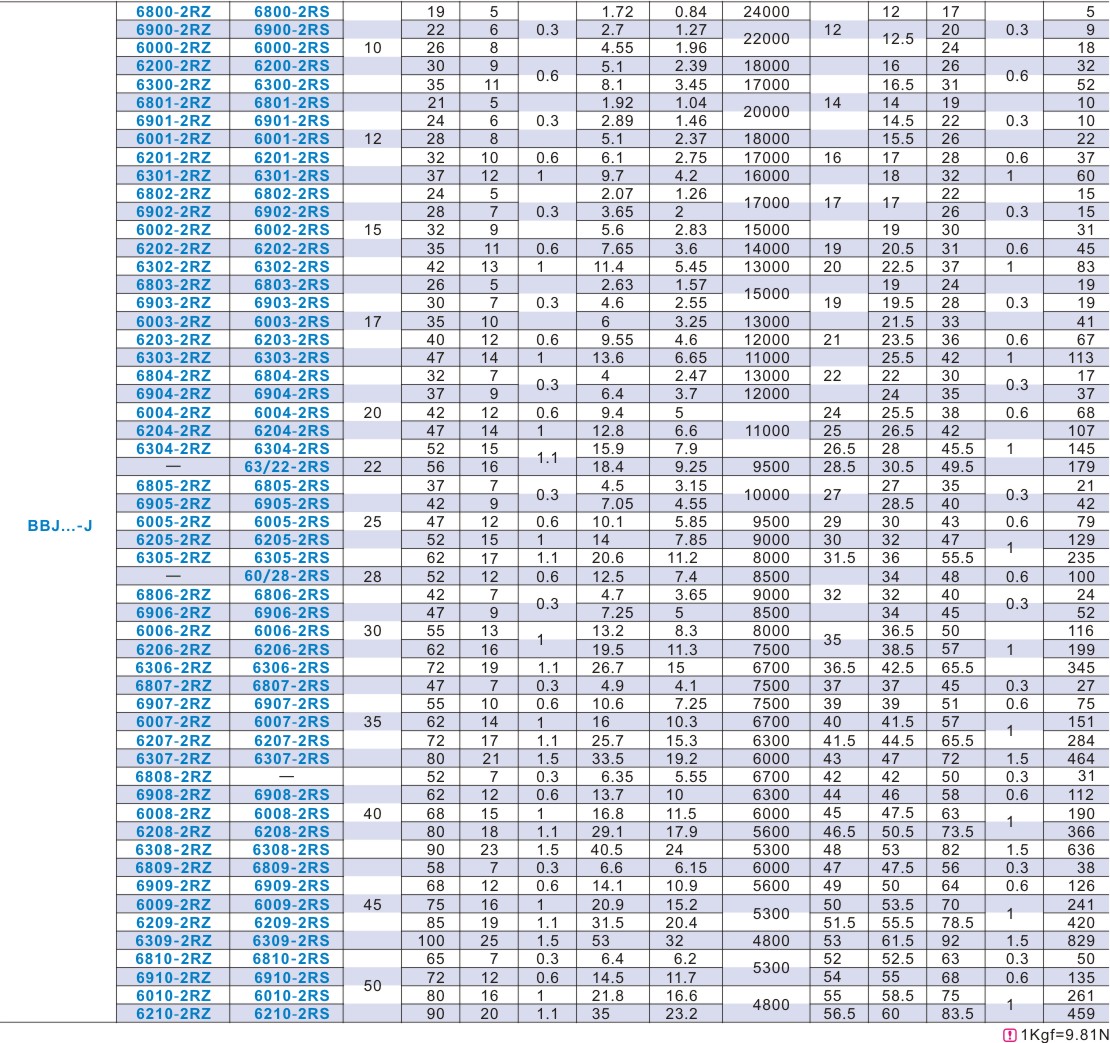 6800-2RZ 6800-2RS 19 5 1.72 0.84 24000 12 17 5
6900-2RZ 6900-2RS 22 6 0.3 2.7 1.27 22000 12 12.5 20 0.3 9
6000-2RZ 6000-2RS 10 26 8 4.55 1.96 24 18
6200-2RZ 6200-2RS 30 9 0.6 5.1 2.39 18000 16 26 0.6 32
6300-2RZ 6300-2RS 35 11 8.1 3.45 17000 16.5 31 52
6801-2RZ 6801-2RS 21 5 1.92 1.04 20000 14 14 19 10
6901-2RZ 6901-2RS 24 6 0.3 2.89 1.46 14.5 22 0.3 10
6001-2RZ 6001-2RS 12 28 8 5.1 2.37 18000 15.5 26 22
6201-2RZ 6201-2RS 32 10 0.6 6.1 2.75 17000 16 17 28 0.6 37
6301-2RZ 6301-2RS 37 12 1 9.7 4.2 16000 18 32 1 60
6802-2RZ 6802-2RS 24 5 2.07 1.26 17000 17 17 22 15
6902-2RZ 6902-2RS 28 7 0.3 3.65 2 26 0.3 15
6002-2RZ 6002-2RS 15 32 9 5.6 2.83 15000 19 30 31
6202-2RZ 6202-2RS 35 11 0.6 7.65 3.6 14000 19 20.5 31 0.6 45
6302-2RZ 6302-2RS 42 13 1 11.4 5.45 13000 20 22.5 37 1 83
6803-2RZ 6803-2RS 26 5 2.63 1.57 15000 19 24 19
6903-2RZ 6903-2RS 30 7 0.3 4.6 2.55 19 19.5 28 0.3 19
6003-2RZ 6003-2RS 17 35 10 6 3.25 13000 21.5 33 41
6203-2RZ 6203-2RS 40 12 0.6 9.55 4.6 12000 21 23.5 36 0.6 67
6303-2RZ 6303-2RS 47 14 1 13.6 6.65 11000 25.5 42 1 113
6804-2RZ 6804-2RS 32 7 0.3 4 2.47 13000 22 22 30 0.3 17
6904-2RZ 6904-2RS 37 9 6.4 3.7 12000 24 35 37
6004-2RZ 6004-2RS 20 42 12 0.6 9.4 5 24 25.5 38 0.6 68
6204-2RZ 6204-2RS 47 14 1 12.8 6.6 11000 25 26.5 42 107
6304-2RZ 6304-2RS 52 15 1.1 15.9 7.9 26.5 28 45.5 1 145
— 63/22-2RS 22 56 16 18.4 9.25 9500 28.5 30.5 49.5 179
6805-2RZ 6805-2RS 37 7 0.3 4.5 3.15 10000 27 27 35 0.3 21
6905-2RZ 6905-2RS 42 9 7.05 4.55 28.5 40 42
BBJ...-J 6005-2RZ 6005-2RS 25 47 12 0.6 10.1 5.85 9500 29 30 43 0.6 79
6205-2RZ 6205-2RS 52 15 1 14 7.85 9000 30 32 47 1 129
6305-2RZ 6305-2RS 62 17 1.1 20.6 11.2 8000 31.5 36 55.5 235
— 60/28-2RS 28 52 12 0.6 12.5 7.4 8500 34 48 0.6 100
6806-2RZ 6806-2RS 42 7 0.3 4.7 3.65 9000 32 32 40 0.3 24
6906-2RZ 6906-2RS 47 9 7.25 5 8500 34 45 52
6006-2RZ 6006-2RS 30 55 13 1 13.2 8.3 8000 35 36.5 50 116
6206-2RZ 6206-2RS 62 16 19.5 11.3 7500 38.5 57 1 199
6306-2RZ 6306-2RS 72 19 1.1 26.7 15 6700 36.5 42.5 65.5 345
6807-2RZ 6807-2RS 47 7 0.3 4.9 4.1 7500 37 37 45 0.3 27
6907-2RZ 6907-2RS 55 10 0.6 10.6 7.25 7500 39 39 51 0.6 75
6007-2RZ 6007-2RS 35 62 14 1 16 10.3 6700 40 41.5 57 1 151
6207-2RZ 6207-2RS 72 17 1.1 25.7 15.3 6300 41.5 44.5 65.5 284
6307-2RZ 6307-2RS 80 21 1.5 33.5 19.2 6000 43 47 72 1.5 464
6808-2RZ — 52 7 0.3 6.35 5.55 6700 42 42 50 0.3 31
6908-2RZ 6908-2RS 62 12 0.6 13.7 10 6300 44 46 58 0.6 112
6008-2RZ 6008-2RS 40 68 15 1 16.8 11.5 6000 45 47.5 63 1 190
6208-2RZ 6208-2RS 80 18 1.1 29.1 17.9 5600 46.5 50.5 73.5 366
6308-2RZ 6308-2RS 90 23 1.5 40.5 24 5300 48 53 82 1.5 636
6809-2RZ 6809-2RS 58 7 0.3 6.6 6.15 6000 47 47.5 56 0.3 38
6909-2RZ 6909-2RS 68 12 0.6 14.1 10.9 5600 49 50 64 0.6 126
6009-2RZ 6009-2RS 45 75 16 1 20.9 15.2 5300 50 53.5 70 1 241
6209-2RZ 6209-2RS 85 19 1.1 31.5 20.4 51.5 55.5 78.5 420
6309-2RZ 6309-2RS 100 25 1.5 53 32 4800 53 61.5 92 1.5 829
6810-2RZ 6810-2RS 65 7 0.3 6.4 6.2 5300 52 52.5 63 0.3 50
6910-2RZ 6910-2RS 50 72 12 0.6 14.5 11.7 54 55 68 0.6 135
6010-2RZ 6010-2RS 80 16 1 21.8 16.6 4800 55 58.5 75 1 261
6210-2RZ 6210-2RS 90 20 1.1 35 23.2 56.5 60 83.5 459
! 1Kgf=9.81N